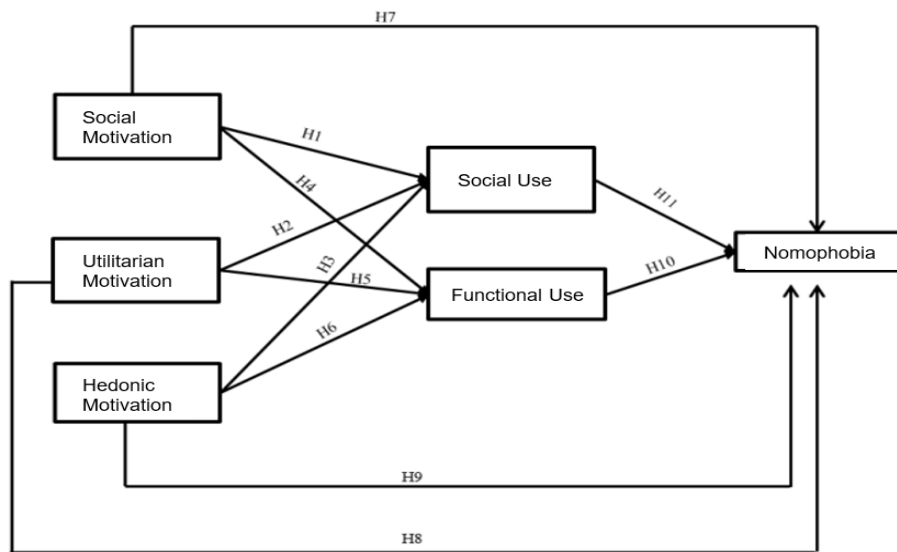 H7
Social
Motivation
H1
Social Use
H4
H11
H2
Utilitarian
Motivation
H3
H5
Functional Use
H10
Nomophobia
H6
Hedonic
Motivation
H9
H8